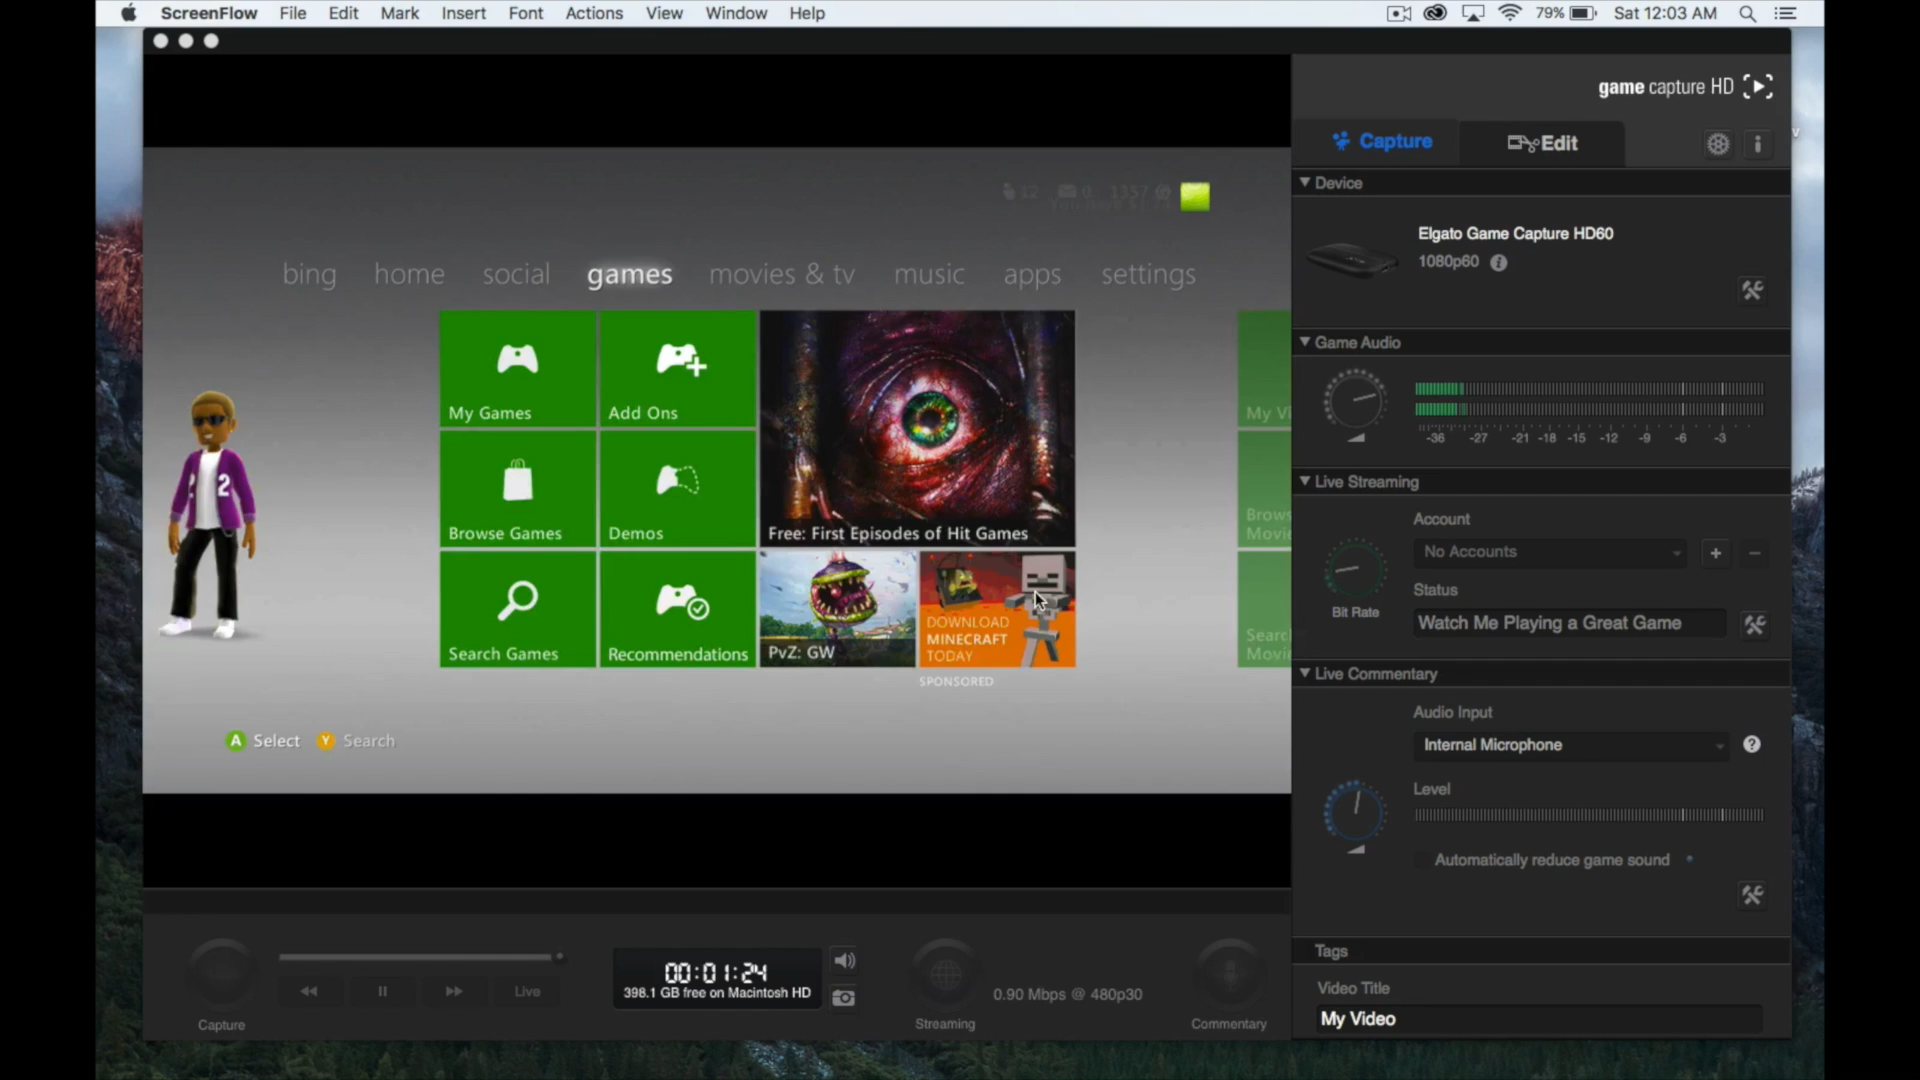 ScreenFlow File Edit Mark Insert Font Actions View Window Help 79% Sat 12:03 AM
game capture HD
Capture Edit
Device
Elgato Game Capture HD60
1080p60
Game Audio
-36 -27 -21 -18 -15 -12 -9 -6 -3
Live Streaming
Account
No Accounts
Status
Bit Rate
Watch Me Playing a Great Game
Live Commentary
Audio Input
Internal Microphone
Level
Automatically reduce game sound
Tags
Video Title
My Video
12 0 1357
bing home social games movies & tv music apps settings
My Games
Add Ons
Browse Games
Demos
Free: First Episodes of Hit Games
Search Games
Recommendations
PvZ: GW
DOWNLOAD
MINECRAFT
TODAY
SPONSORED
2 2
A Select Y Search
00:01:24
398.1 GB free on Macintosh HD
Live
0.90 Mbps @ 480p30
Capture
Streaming
Commentary